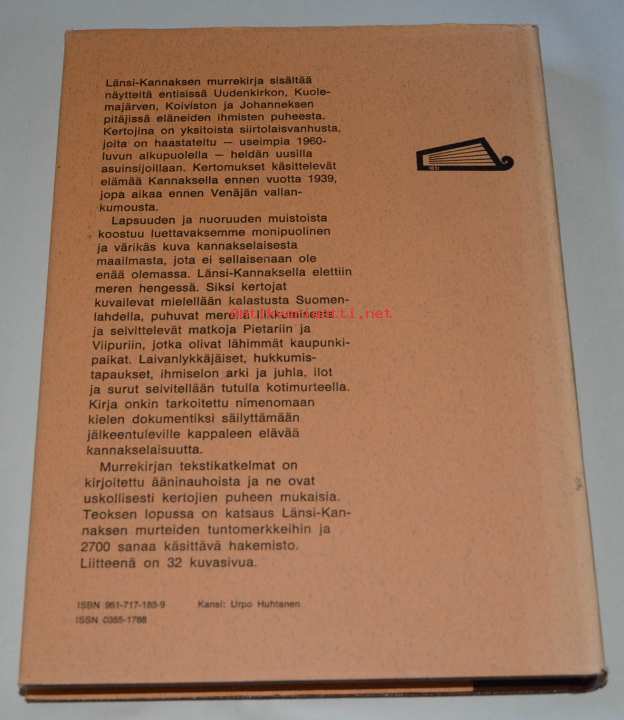 Länsi-Kannaksen murrekirja sisältää
näytteitä entisissä Uudenkirkon, Kuole-
majärven, Koiviston ja Johanneksen
pitäjissä eläneiden ihmisten puheesta.
Kertojina on yksitoista siirtolaisvanhusta,
joita on haastateltu — useimpia 1960-
luvun alkupuolella — heidän uusilla
asuinsijoillaan. Kertomukset käsittelevät
elämää Kannaksella ennen vuotta 1939,
jopa aikaa ennen Venäjän vallan-
kumousta.
Lapsuuden ja nuoruuden muistoista
koostuu luettavaksemme monipuolinen
ja värikäs kuva kannakselaisesta
maailmasta, jota ei sellaisenaan ole
enää olemassa. Länsi-Kannaksella elettiin
meren hengessä. Siksi kertojat
kuvailevat mielellään kalastusta Suomen-
lahdella, puhuvat merellä liikkumisesta
ja selvittelevät matkoja Pietariin ja
Viipuriin, jotka olivat lähimmät kaupunki-
paikat. Laivanlykkäjäiset, hukkumis-
tapaukset, ihmiselon arki ja juhla, ilot
ja surut selvitellään tutulla kotimurteella.
Kirja onkin tarkoitettu nimenomaan
kielen dokumentiksi säilyttämään
jälkeentuleville kappaleen elävää
kannakselaisuutta.
Murrekirjan tekstikatkelmat on
kirjoitettu ääninauhoista ja ne ovat
uskollisesti kertojien puheen mukaisia.
Teoksen lopussa on katsaus Länsi-Kan-
naksen murteiden tuntomerkkeihin ja
2700 sanaa käsittävä hakemisto.
Liitteenä on 32 kuvasivua.
ISBN 951-717-183-9 Kansi: Urpo Huhtanen
ISSN 0355-1768